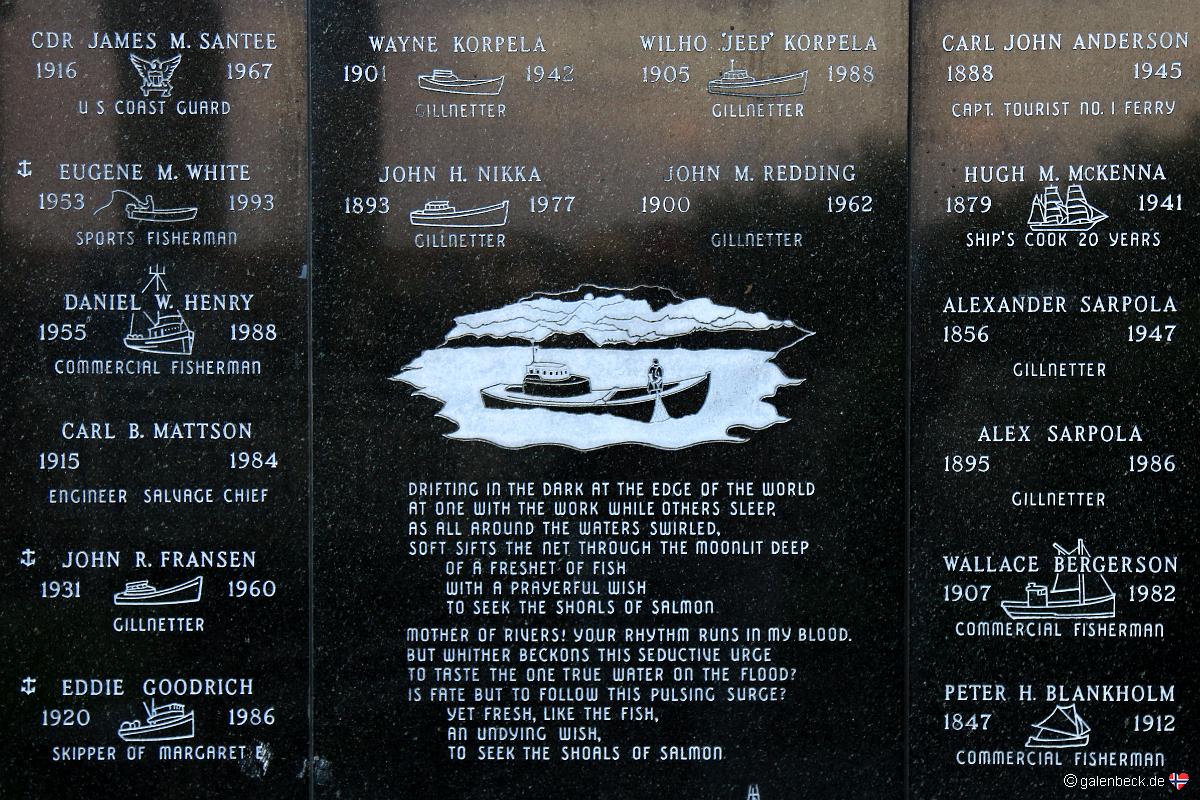 CDR JAMES M. SANTEE
1916 1967
U S COAST GUARD
EUGENE M. WHITE
1953 1993
SPORTS FISHERMAN
DANIEL W. HENRY
1955 1988
COMMERCIAL FISHERMAN
CARL B. MATTSON
1915 1984
ENGINEER SALVAGE CHIEF
JOHN R. FRANSEN
1931 1960
GILLNETTER
EDDIE GOODRICH
1920 1986
SKIPPER OF MARGARET E
WAYNE KORPELA
1901 1942
GILLNETTER
WILHO "JEEP" KORPELA
1905 1988
GILLNETTER
JOHN H. NIKKA
1893 1977
GILLNETTER
JOHN M. REDDING
1900 1962
GILLNETTER
DRIFTING IN THE DARK AT THE EDGE OF THE WORLD
AT ONE WITH THE WORK WHILE OTHERS SLEEP,
AS ALL AROUND THE WATERS SWIRLED,
SOFT SIFTS THE NET THROUGH THE MOONLIT DEEP
OF A FRESHET OF FISH
WITH A PRAYERFUL WISH
TO SEEK THE SHOALS OF SALMON
MOTHER OF RIVERS! YOUR RHYTHM RUNS IN MY BLOOD.
BUT WHITHER BECKONS THIS SEDUCTIVE URGE
TO TASTE THE ONE TRUE WATER ON THE FLOOD?
IS FATE BUT TO FOLLOW THIS PULSING SURGE?
YET FRESH, LIKE THE FISH,
AN UNDYING WISH,
TO SEEK THE SHOALS OF SALMON
CARL JOHN ANDERSON
1888 1945
CAPT. TOURIST NO. 1 FERRY
HUGH M. McKENNA
1879 1941
SHIP'S COOK 20 YEARS
ALEXANDER SARPOLA
1856 1947
GILLNETTER
ALEX SARPOLA
1895 1986
GILLNETTER
WALLACE BERGERSON
1907 1982
COMMERCIAL FISHERMAN
PETER H. BLANKHOLM
1847 1912
COMMERCIAL FISHERMAN
© galenbeck.de